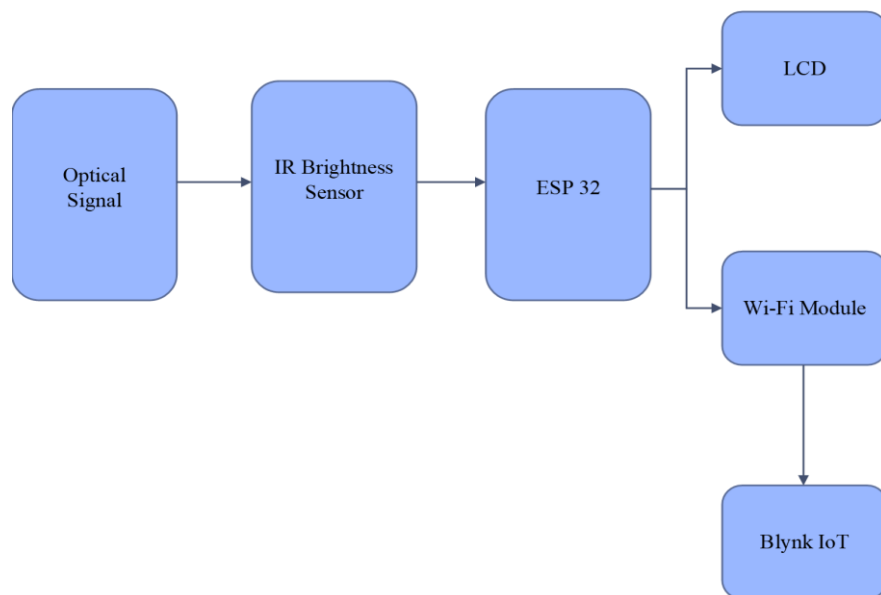 Optical
Signal
IR Brightness
Sensor
ESP 32
LCD
Wi-Fi Module
Blynk IoT